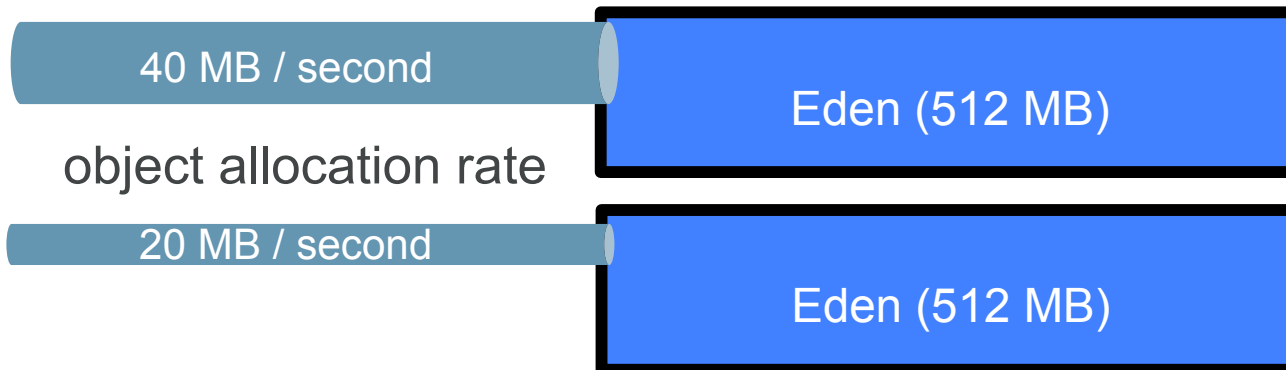 40 MB / second
Eden (512 MB)
object allocation rate
20 MB / second
Eden (512 MB)